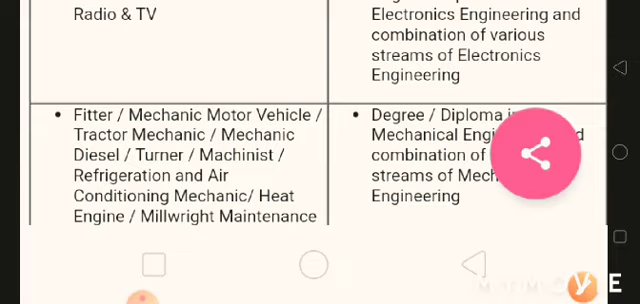 Radio & TV
Electronics Engineering and
combination of various
streams of Electronics
Engineering
• Fitter / Mechanic Motor Vehicle /
Tractor Mechanic / Mechanic
Diesel / Turner / Machinist /
Refrigeration and Air
Conditioning Mechanic/ Heat
Engine / Millwright Maintenance
• Degree / Diploma
Mechanical
combination of
streams of
Engineering